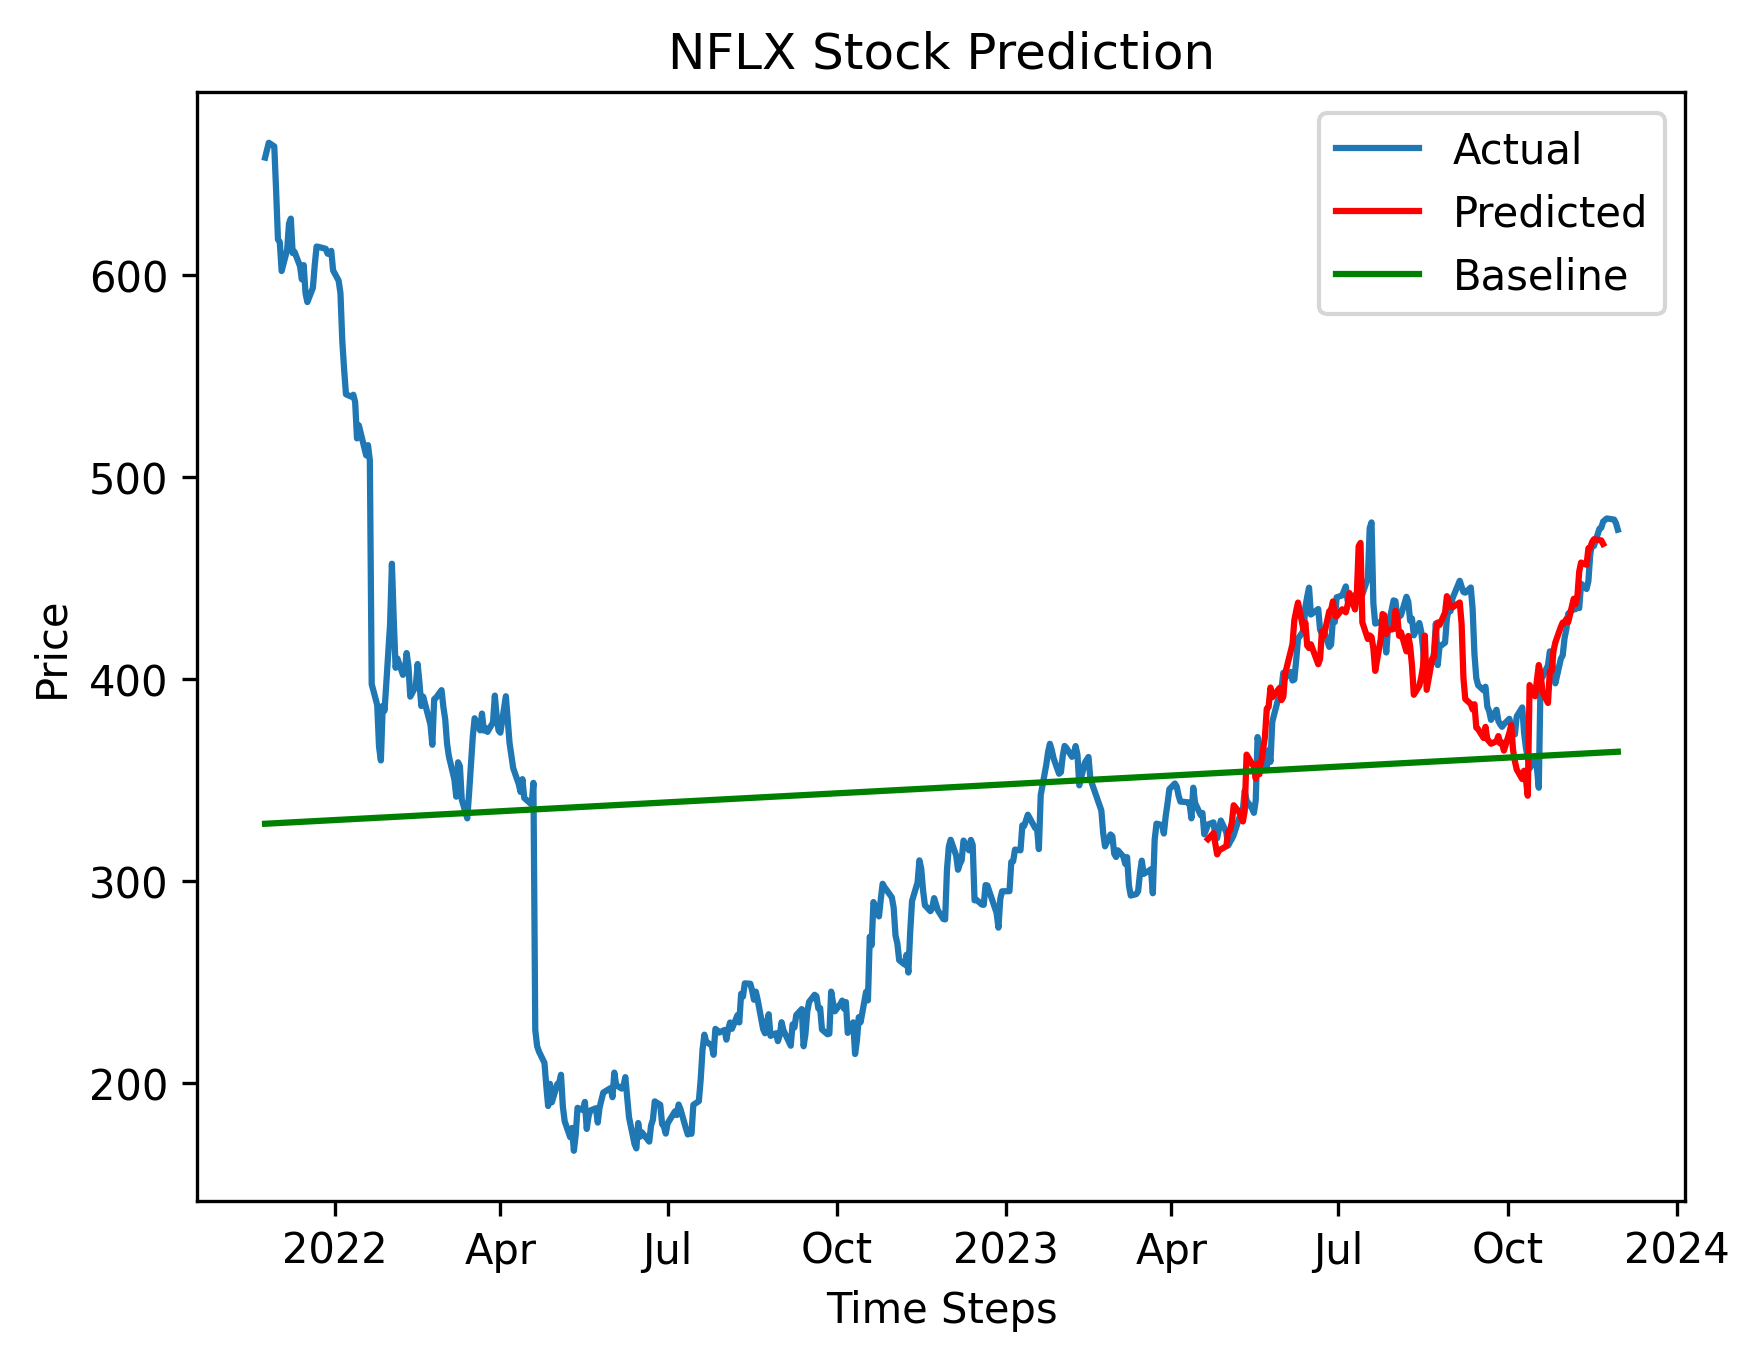 NFLX Stock Prediction
Actual
Predicted
Baseline
Price
600
500
400
300
200
2022 Apr Jul Oct 2023 Apr Jul Oct 2024
Time Steps